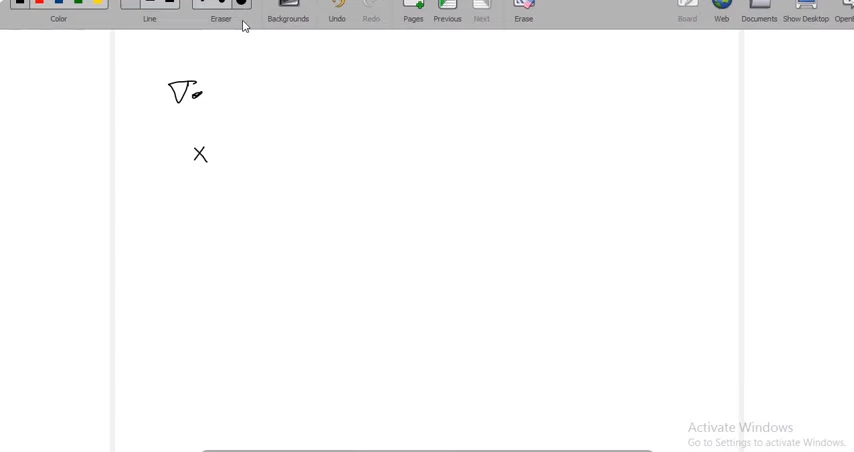 Color
Line
Eraser
Backgrounds
Undo
Redo
Pages
Previous
Next
Erase
Board
Web
Documents
Show Desktop
∇•
x
Activate Windows
Go to Settings to activate Windows.